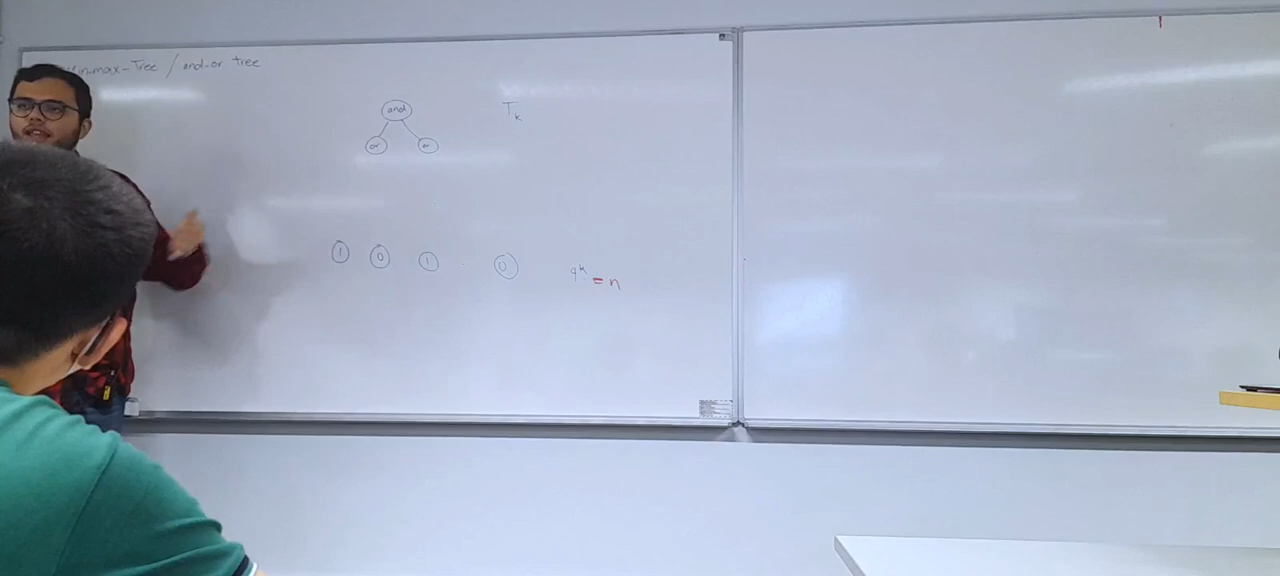 Min-max-Tree / and-or tree
and
T_k
or or
1 0 1 0
4^k = n